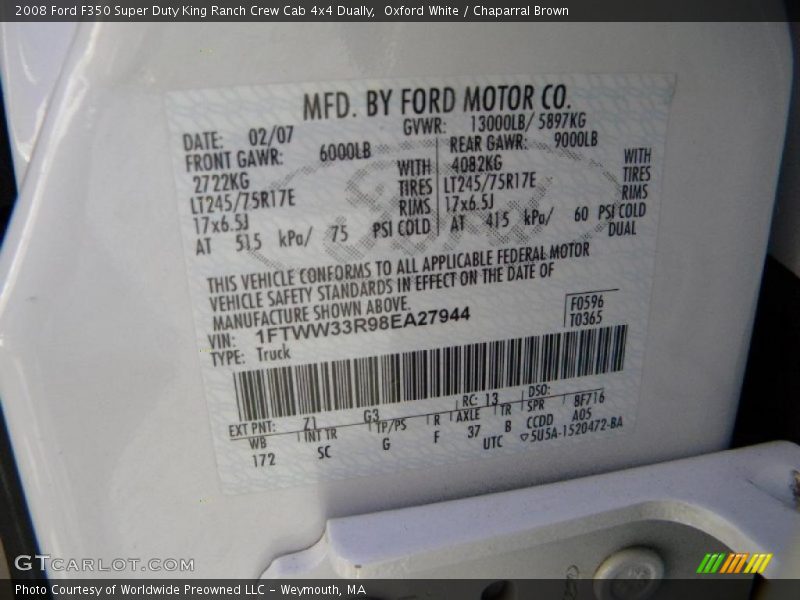 2008 Ford F350 Super Duty King Ranch Crew Cab 4x4 Dually, Oxford White / Chaparral Brown
MFD. BY FORD MOTOR CO.
DATE: 02/07 GVWR: 13000LB/ 5897KG
FRONT GAWR: 6000LB REAR GAWR: 9000LB
2722KG WITH 4082KG WITH
LT245/75R17E TIRES LT245/75R17E TIRES
17x6.5J RIMS 17x6.5J RIMS
AT 515 kPa/ 75 PSI COLD AT 415 kPa/ 60 PSI COLD
DUAL
THIS VEHICLE CONFORMS TO ALL APPLICABLE FEDERAL MOTOR
VEHICLE SAFETY STANDARDS IN EFFECT ON THE DATE OF
MANUFACTURE SHOWN ABOVE.
VIN: 1FTWW33R98EA27944 F0596
TYPE: Truck T0365
EXT PNT: Z1 G3 RC: 13 DSO:
WB INT TR TP/PS R AXLE TR SPR 8F716
172 SC G F 37 B CCDD A05
UTC 5U5A-1520472-BA
GTCARLOT.COM
Photo Courtesy of Worldwide Preowned LLC - Weymouth, MA